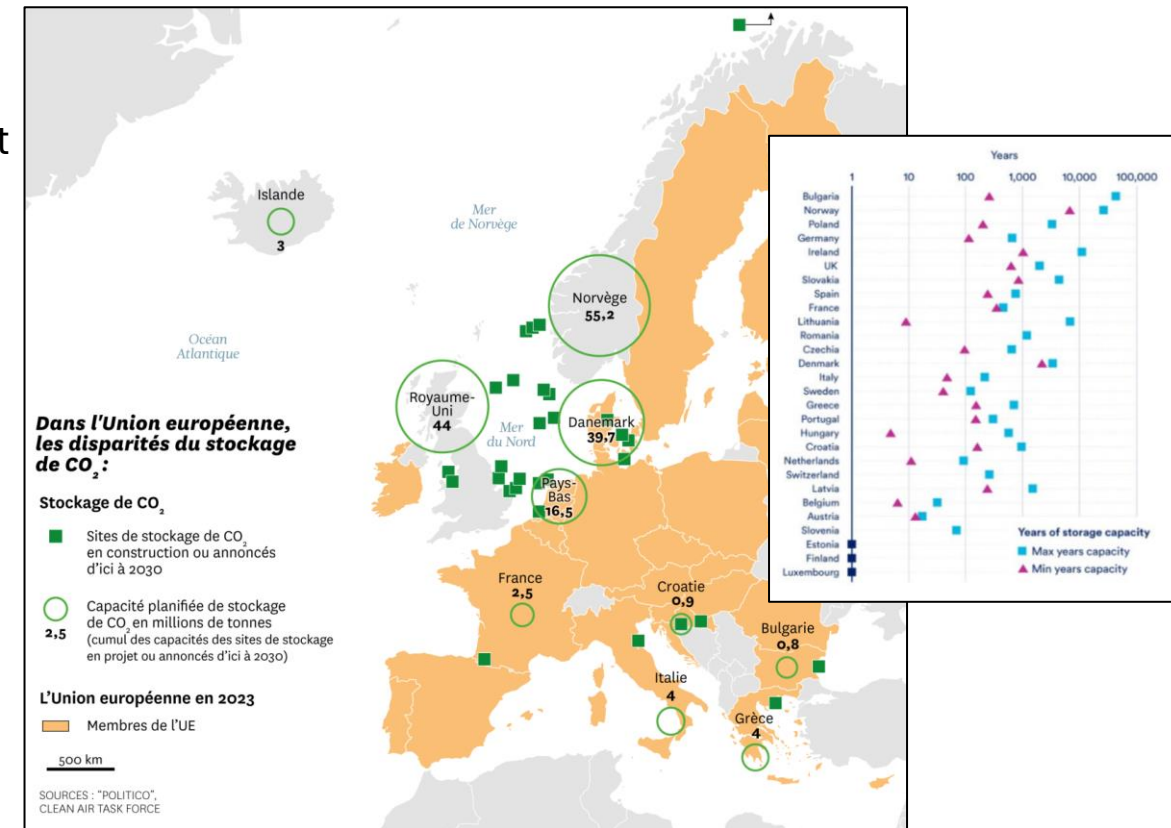 t
Islande
3
Mer
de Norvège
Norvège
55,2
Océan
Atlantique
Royaume-
Uni
44
Mer
du Nord
Danemark
39,7
Pays-
Bas
16,5
Dans l'Union européenne,
les disparités du stockage
de CO₂ :
Stockage de CO₂
Sites de stockage de CO₂
en construction ou annoncés
d'ici à 2030
Capacité planifiée de stockage
de CO₂ en millions de tonnes
2,5
(cumul des capacités des sites de stockage
en projet ou annoncés d'ici à 2030)
L'Union européenne en 2023
Membres de l'UE
500 km
SOURCES : "POLITICO",
CLEAN AIR TASK FORCE
France
2,5
Croatie
0,9
Bulgarie
0,8
Italie
4
Grèce
4
Years
1 10 100 1,000 10,000 100,000
Bulgaria
Norway
Poland
Germany
Ireland
UK
Slovakia
Spain
France
Lithuania
Romania
Czechia
Denmark
Italy
Sweden
Greece
Portugal
Hungary
Croatia
Netherlands
Switzerland
Latvia
Belgium
Austria
Slovenia
Estonia
Finland
Luxembourg
Years of storage capacity
Max years capacity
Min years capacity